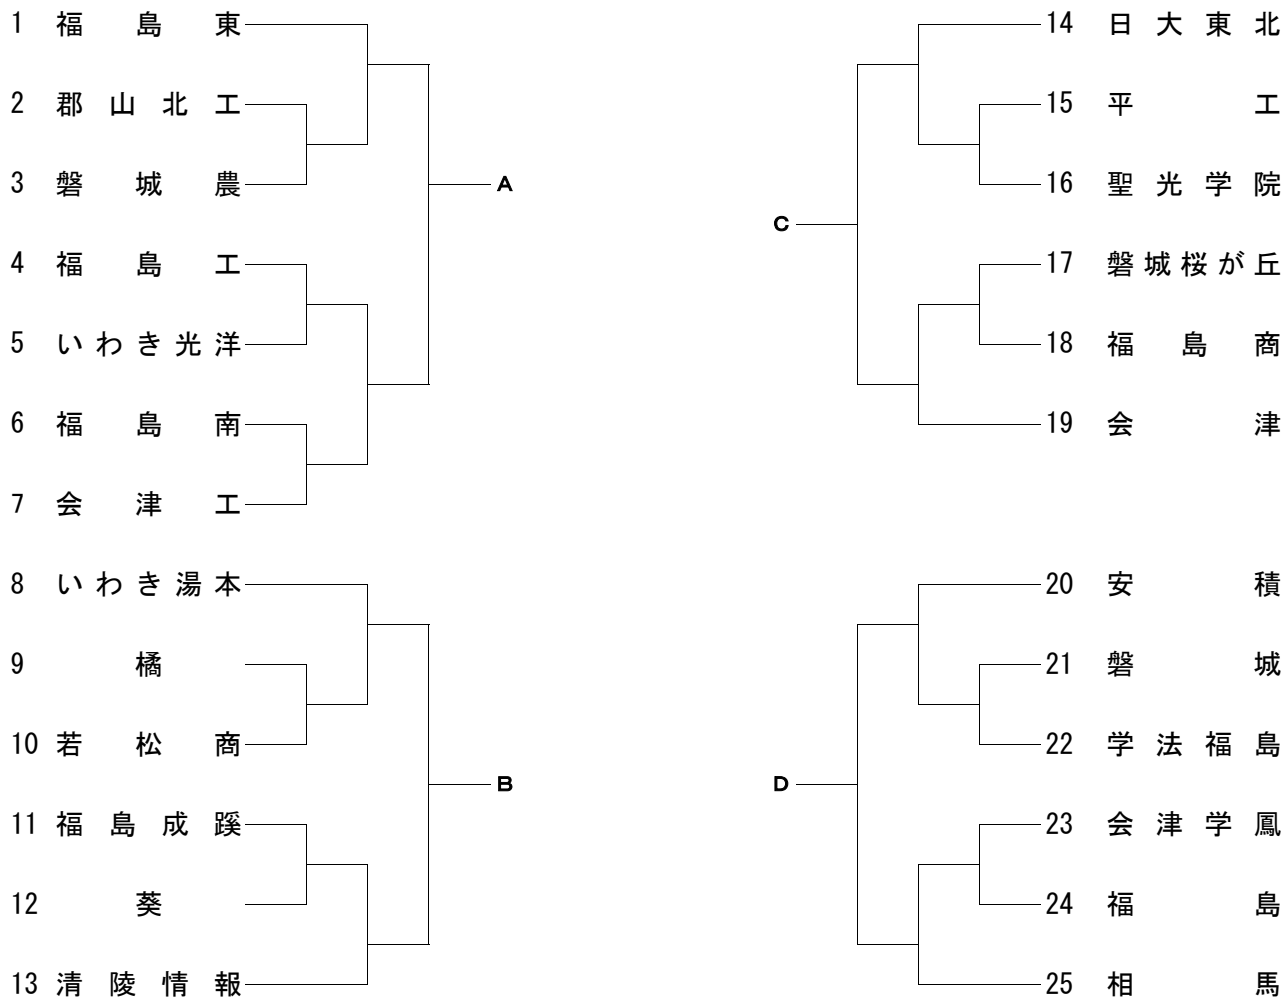 1 福島東
2 郡山北工
3 磐城農
A
4 福島工
5 いわき光洋
6 福島南
7 会津工
8 いわき湯本
9 橘
10 若松商
B
11 福島成蹊
12 葵
13 清陵情報
14 日大東北
15 平工
16 聖光学院
C
17 磐城桜が丘
18 福島商
19 会津
20 安積
21 磐城
22 学法福島
D
23 会津学鳳
24 福島
25 相馬